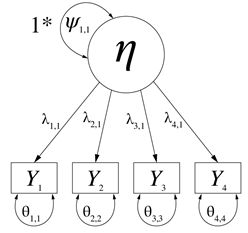 1* ψ1,1
η
λ1,1 λ2,1 λ3,1 λ4,1
Y1 Y2 Y3 Y4
θ1,1 θ2,2 θ3,3 θ4,4